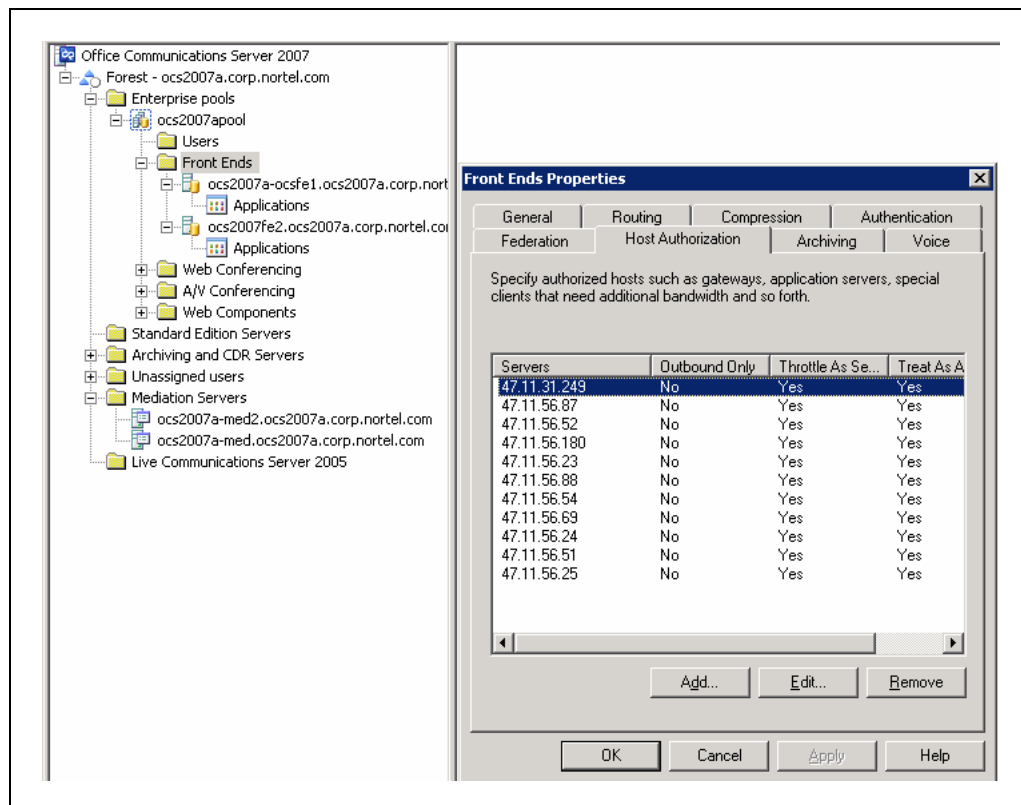 Office Communications Server 2007
Forest - ocs2007a.corp.nortel.com
Enterprise pools
ocs2007apool
Users
Front Ends
ocs2007a-ocsfe1.ocs2007a.corp.nort
Applications
ocs2007fe2.ocs2007a.corp.nortel.co
Applications
Web Conferencing
A/V Conferencing
Web Components
Standard Edition Servers
Archiving and CDR Servers
Unassigned users
Mediation Servers
ocs2007a-med2.ocs2007a.corp.nortel.com
ocs2007a-med.ocs2007a.corp.nortel.com
Live Communications Server 2005
Front Ends Properties
General Routing Compression Authentication
Federation Host Authorization Archiving Voice
Specify authorized hosts such as gateways, application servers, special
clients that need additional bandwidth and so forth.
Servers Outbound Only Throttle As Se... Treat As A
47.11.31.249 No Yes Yes
47.11.56.87 No Yes Yes
47.11.56.52 No Yes Yes
47.11.56.180 No Yes Yes
47.11.56.23 No Yes Yes
47.11.56.88 No Yes Yes
47.11.56.54 No Yes Yes
47.11.56.69 No Yes Yes
47.11.56.24 No Yes Yes
47.11.56.51 No Yes Yes
47.11.56.25 No Yes Yes
Add... Edit... Remove
OK Cancel Apply Help